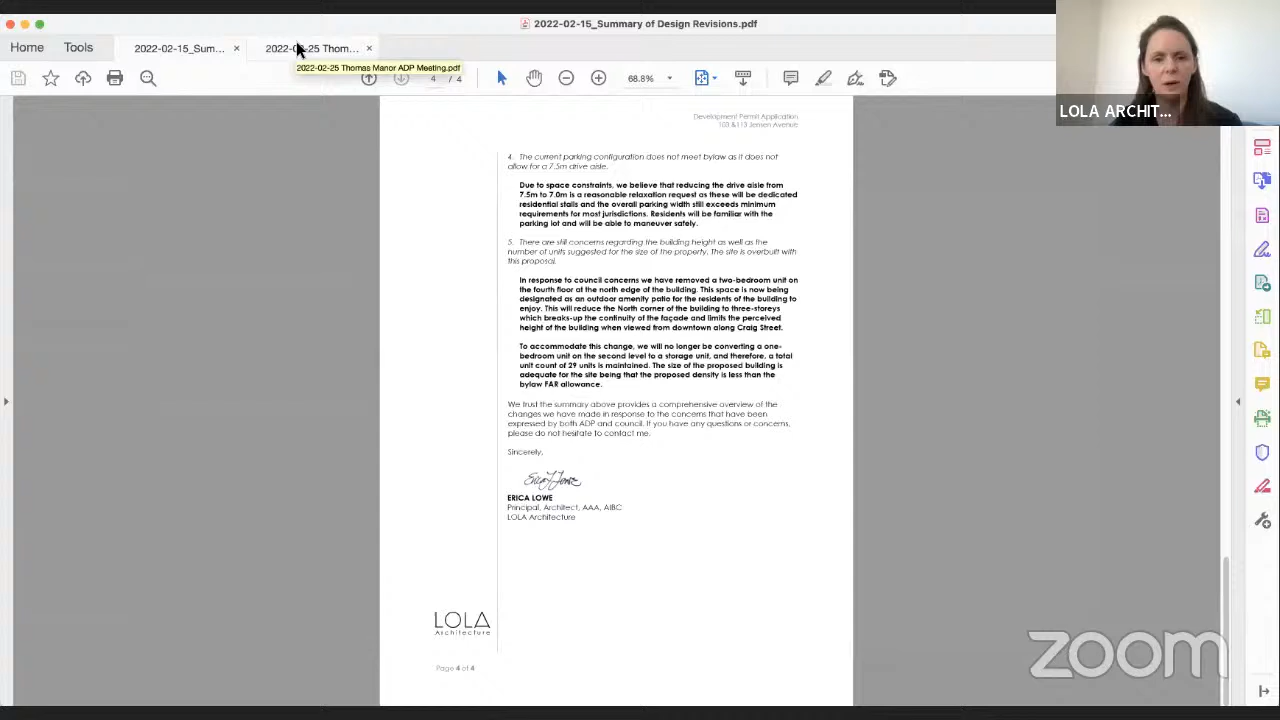 2022-02-15_Summary of Design Revisions.pdf
Home
Tools
2022-02-15_Sum...
2022-02-25 Thom...
2022-02-25 Thomas Manor ADP Meeting.pdf
4 / 4
68.8%
LOLA ARCHIT...
Development Permit Application
103 &113 Jensen Avenue
4. The current parking configuration does not meet bylaw as it does not
allow for a 7.5m drive aisle.
Due to space constraints, we believe that reducing the drive aisle from
7.5m to 7.0m is a reasonable relaxation request as these will be dedicated
residential stalls and the overall parking width still exceeds minimum
requirements for most jurisdictions. Residents will be familiar with the
parking lot and will be able to maneuver safely.
5. There are still concerns regarding the building height as well as the
number of units suggested for the size of the property. The site is overbuilt with
this proposal.
In response to council concerns we have removed a two-bedroom unit on
the fourth floor at the north edge of the building. This space is now being
designated as an outdoor amenity patio for the residents of the building to
enjoy. This will reduce the North corner of the building to three-storeys
which breaks-up the continuity of the façade and limits the perceived
height of the building when viewed from downtown along Craig Street.
To accommodate this change, we will no longer be converting a one-
bedroom unit on the second level to a storage unit, and therefore, a total
unit count of 29 units is maintained. The size of the proposed building is
adequate for the site being that the proposed density is less than the
bylaw FAR allowance.
We trust the summary above provides a comprehensive overview of the
changes we have made in response to the concerns that have been
expressed by both ADP and council. If you have any questions or concerns,
please do not hesitate to contact me.
Sincerely,
ERICA LOWE
Principal, Architect, AAA, AIBC
LOLA Architecture
LOLA
Architecture
Page 4 of 4
zoom